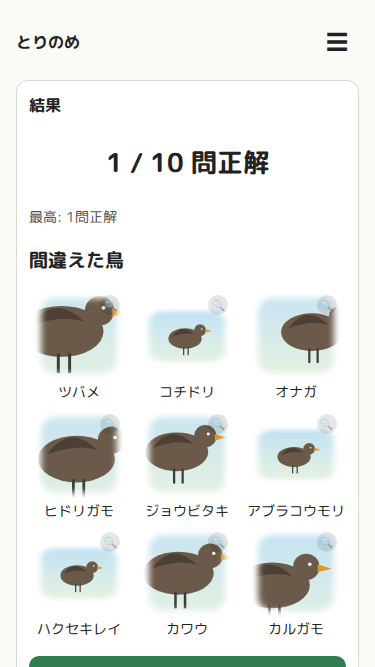 とりのめ
結果
1 / 10 問正解
最高: 1問正解
間違えた鳥
ツバメ
コチドリ
オナガ
ヒドリガモ
ジョウビタキ
アブラコウモリ
ハクセキレイ
カワウ
カルガモ